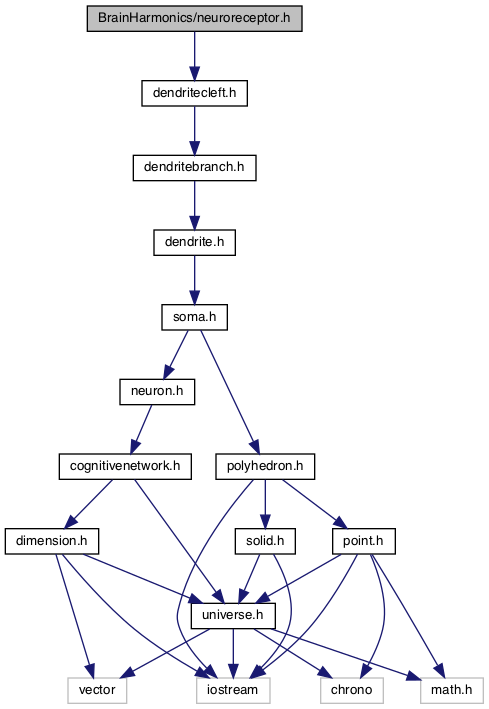 BrainHarmonics/neuroreceptor.h
dendritecleft.h
dendritebranch.h
dendrite.h
soma.h
neuron.h
cognitivenetwork.h
polyhedron.h
dimension.h
solid.h
point.h
universe.h
vector
iostream
chrono
math.h